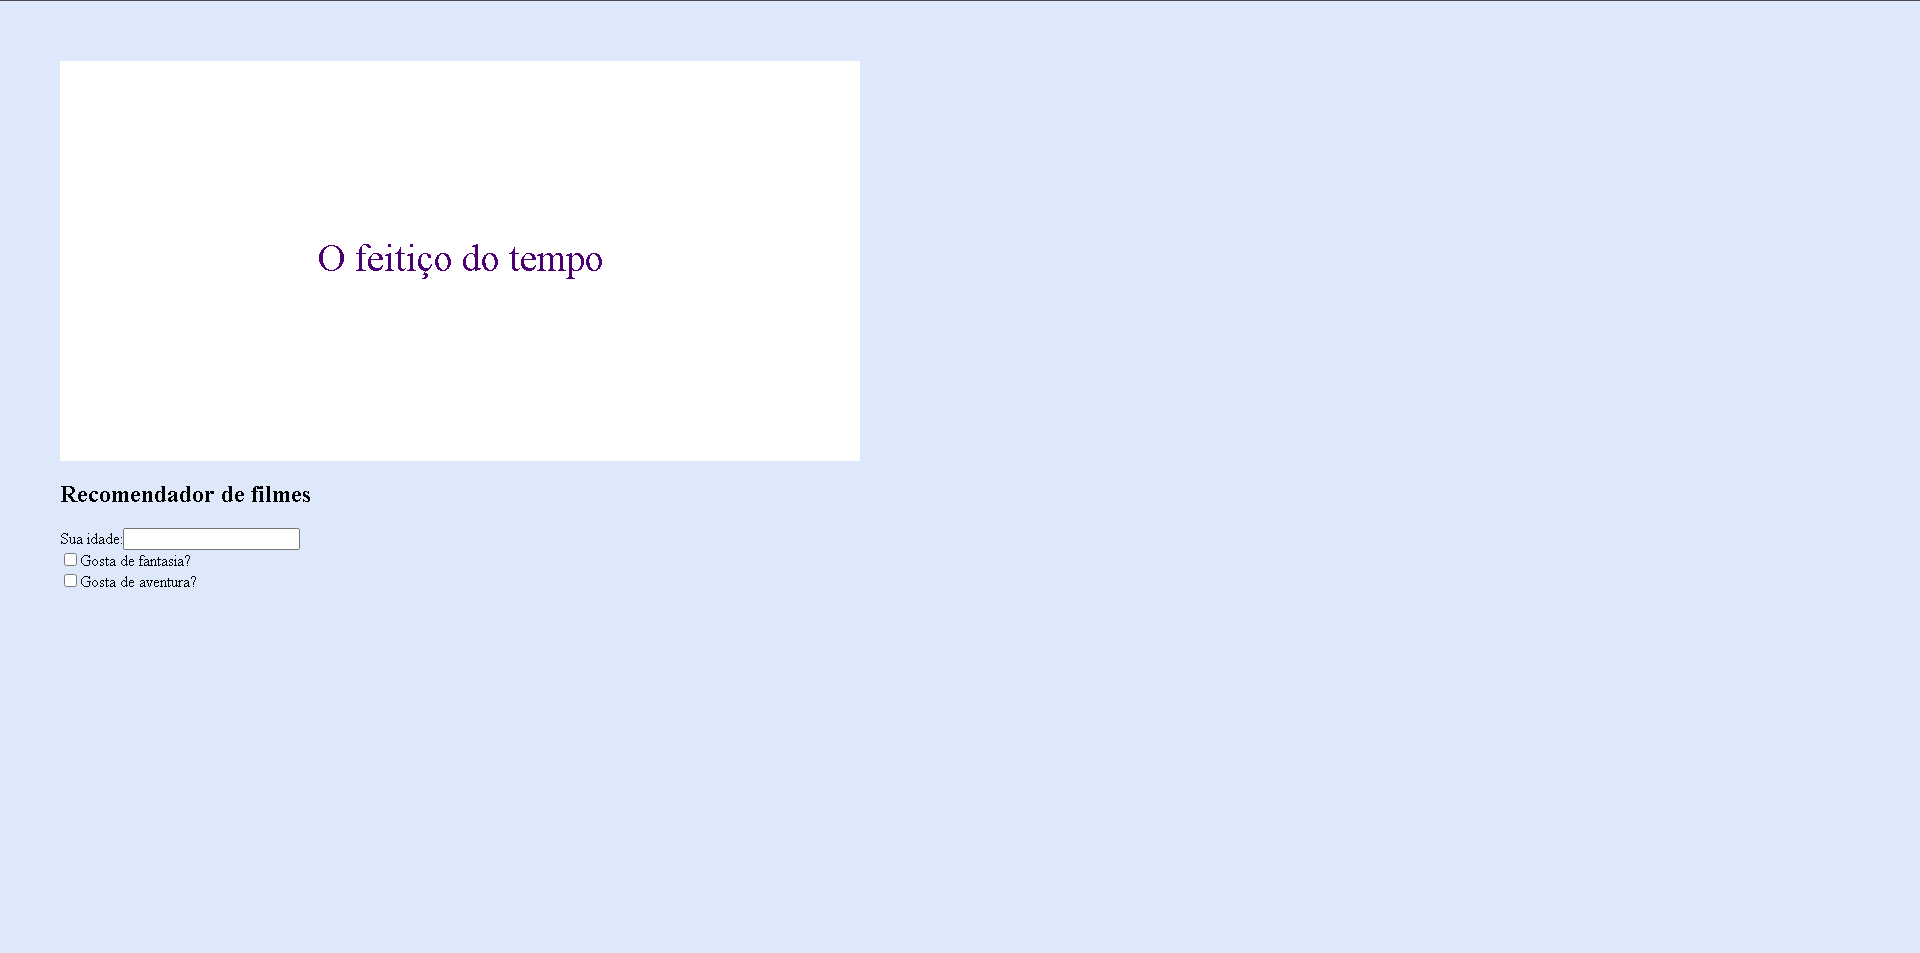 O feitiço do tempo
Recomendador de filmes
Sua idade:
Gosta de fantasia?
Gosta de aventura?